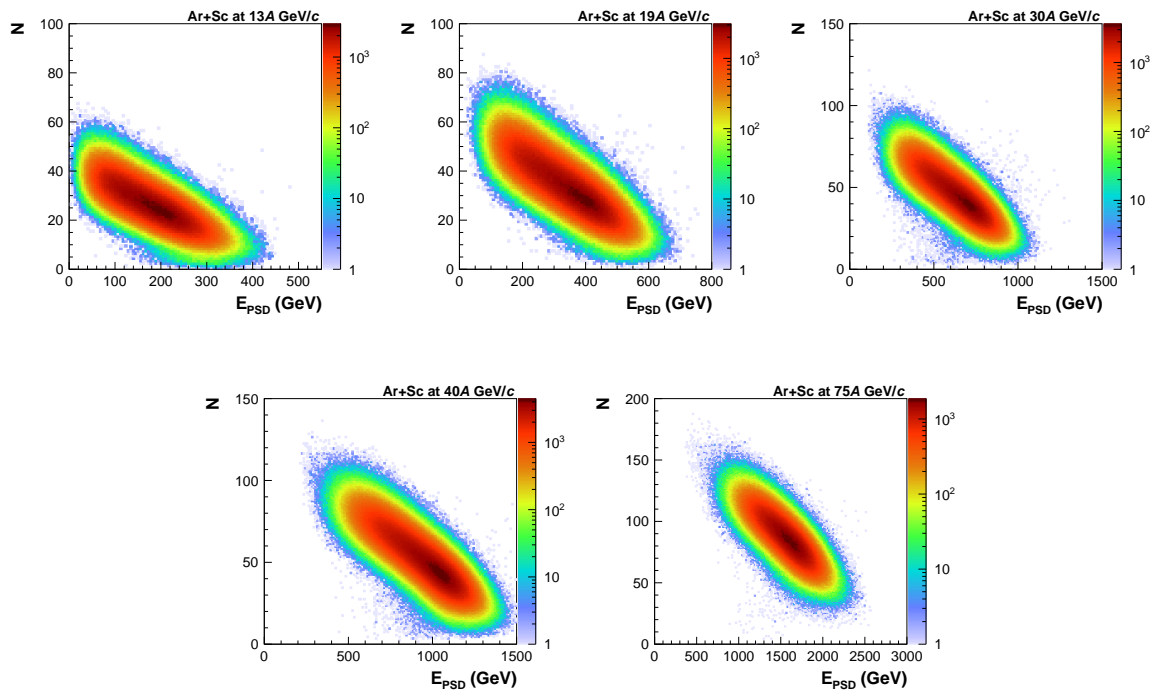 Ar+Sc at 13A GeV/c
N
100
80
60
40
20
0
0 100 200 300 400 500
E_PSD (GeV)
10³
10²
10
1
Ar+Sc at 19A GeV/c
N
100
80
60
40
20
0
0 200 400 600 800
E_PSD (GeV)
10³
10²
10
1
Ar+Sc at 30A GeV/c
N
150
100
50
0
0 500 1000 1500
E_PSD (GeV)
10³
10²
10
1
Ar+Sc at 40A GeV/c
N
150
100
50
0
0 500 1000 1500
E_PSD (GeV)
10³
10²
10
1
Ar+Sc at 75A GeV/c
N
200
150
100
50
0
0 500 1000 1500 2000 2500 3000
E_PSD (GeV)
10³
10²
10
1